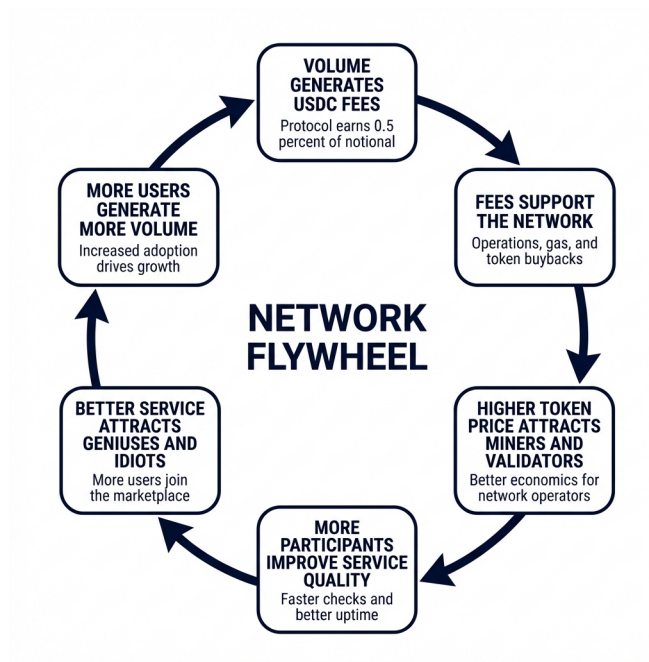 VOLUME
GENERATES
USDC FEES
Protocol earns 0.5
percent of notional
FEES SUPPORT
THE NETWORK
Operations, gas, and
token buybacks
HIGHER TOKEN
PRICE ATTRACTS
MINERS AND
VALIDATORS
Better economics for
network operators
MORE
PARTICIPANTS
IMPROVE SERVICE
QUALITY
Faster checks and
better uptime
BETTER SERVICE
ATTRACTS
GENIUSES AND
IDIOTS
More users join
the marketplace
MORE USERS
GENERATE
MORE VOLUME
Increased adoption
drives growth
NETWORK
FLYWHEEL